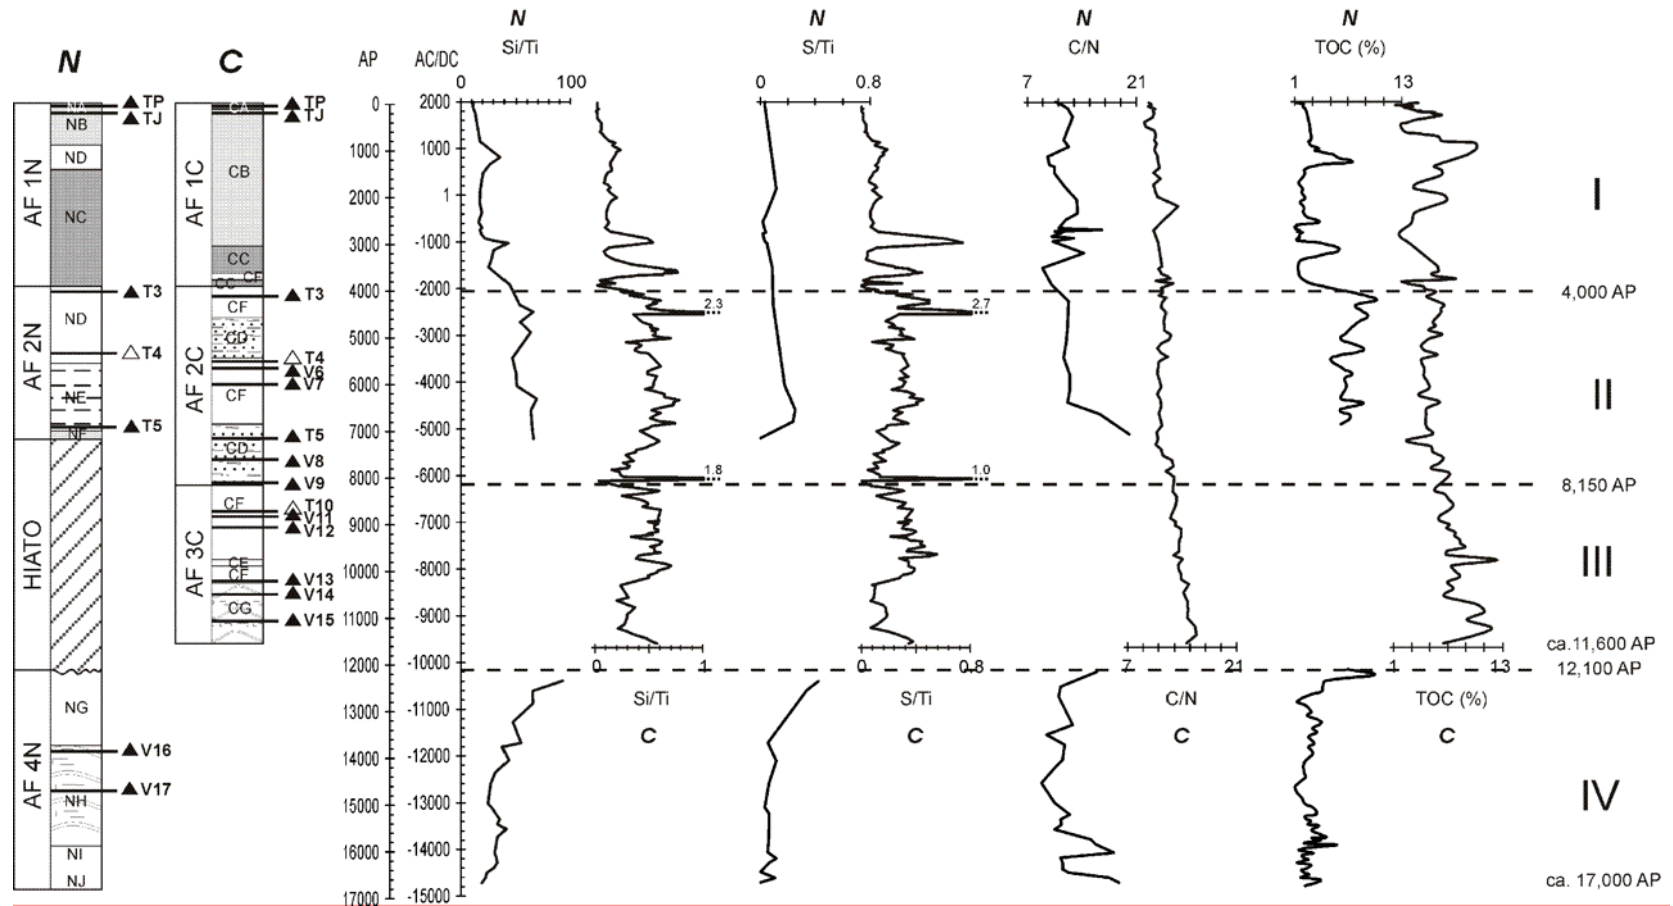 N N N N
Si/Ti S/Ti C/N TOC (%)
N C AP AC/DC
0 100 0 0.8 7 21 1 13
NA TP CA TP 0 2000
TJ TJ
NB
ND 1000 1000
AF 1N AF 1C CB I
NC 2000 1
3000 -1000
CC
CF
CC
T3 T3 4000 -2000 4,000 AP
ND CF 2.3 2.7
CD 5000 -3000
AF 2N T4 AF 2C T4
V6
V7 6000 -4000 II
NE CF
T5 T5 7000 -5000
NF CD
V8
8000 -6000 1.8 1.0
V9 8,150 AP
CF T10
V11 -7000
V12 9000
HIATO AF 3C CE -8000 III
CF V13 10000
V14
CG -9000
V15 11000
ca.11,600 AP
12000 -10000 0 1 0 0.8 7 21 1 13 12,100 AP
NG Si/Ti S/Ti C/N TOC (%)
13000 -11000
C C C C
V16 14000 -12000
AF 4N V17 IV
NH 15000 -13000
NI 16000 -14000
NJ ca. 17,000 AP
17000 -15000